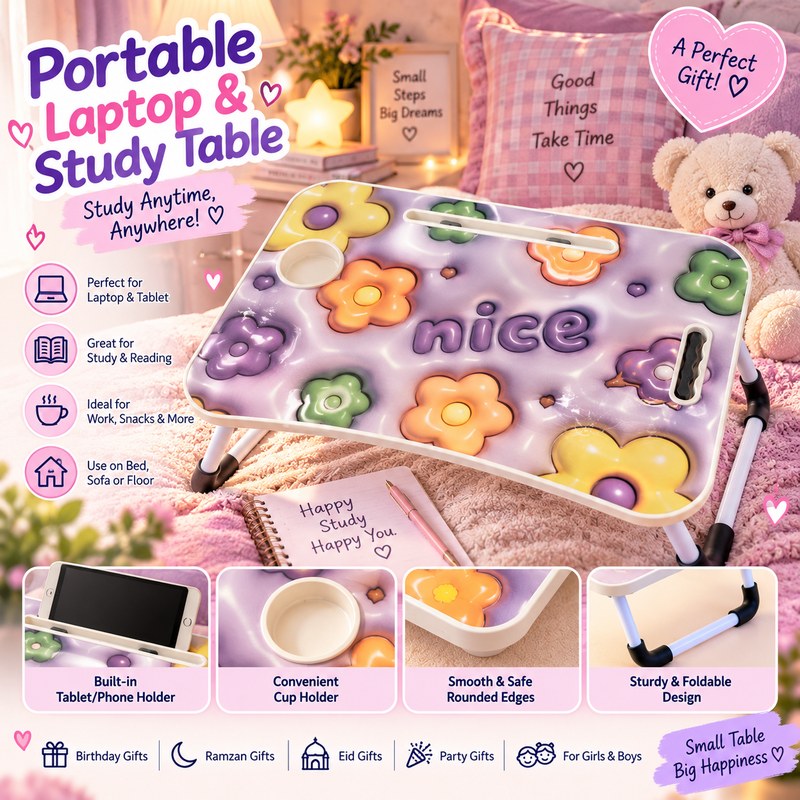 Portable
Laptop &
Study Table
Study Anytime,
Anywhere! ♡
A Perfect
Gift! ♡
Small
Steps
Big Dreams
♡
Good
Things
Take Time
♡
Perfect for
Laptop & Tablet
Great for
Study & Reading
Ideal for
Work, Snacks & More
Use on Bed,
Sofa or Floor
nice
Happy
Study
Happy You
Built-in
Tablet/Phone Holder
Convenient
Cup Holder
Smooth & Safe
Rounded Edges
Sturdy & Foldable
Design
Birthday Gifts
Ramzan Gifts
Eid Gifts
Party Gifts
For Girls & Boys
Small Table
Big Happiness ♡